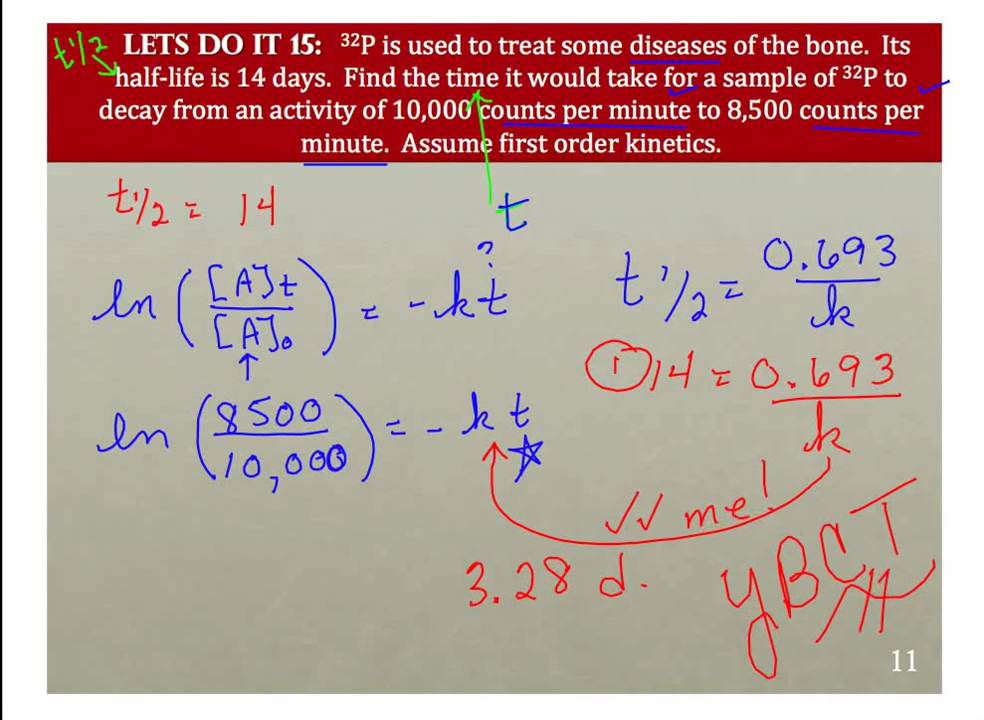 t1/2
LETS DO IT 15: ³²P is used to treat some diseases of the bone. Its
half-life is 14 days. Find the time it would take for a sample of ³²P to
decay from an activity of 10,000 counts per minute to 8,500 counts per
minute. Assume first order kinetics.
t1/2 = 14
t
?
ln ([A]t / [A]₀) = -kt
t1/2 = 0.693 / k
① 14 = 0.693 / k
ln (8500 / 10,000) = -kt
✓✓ me!
3.28 d.
yBCT
11